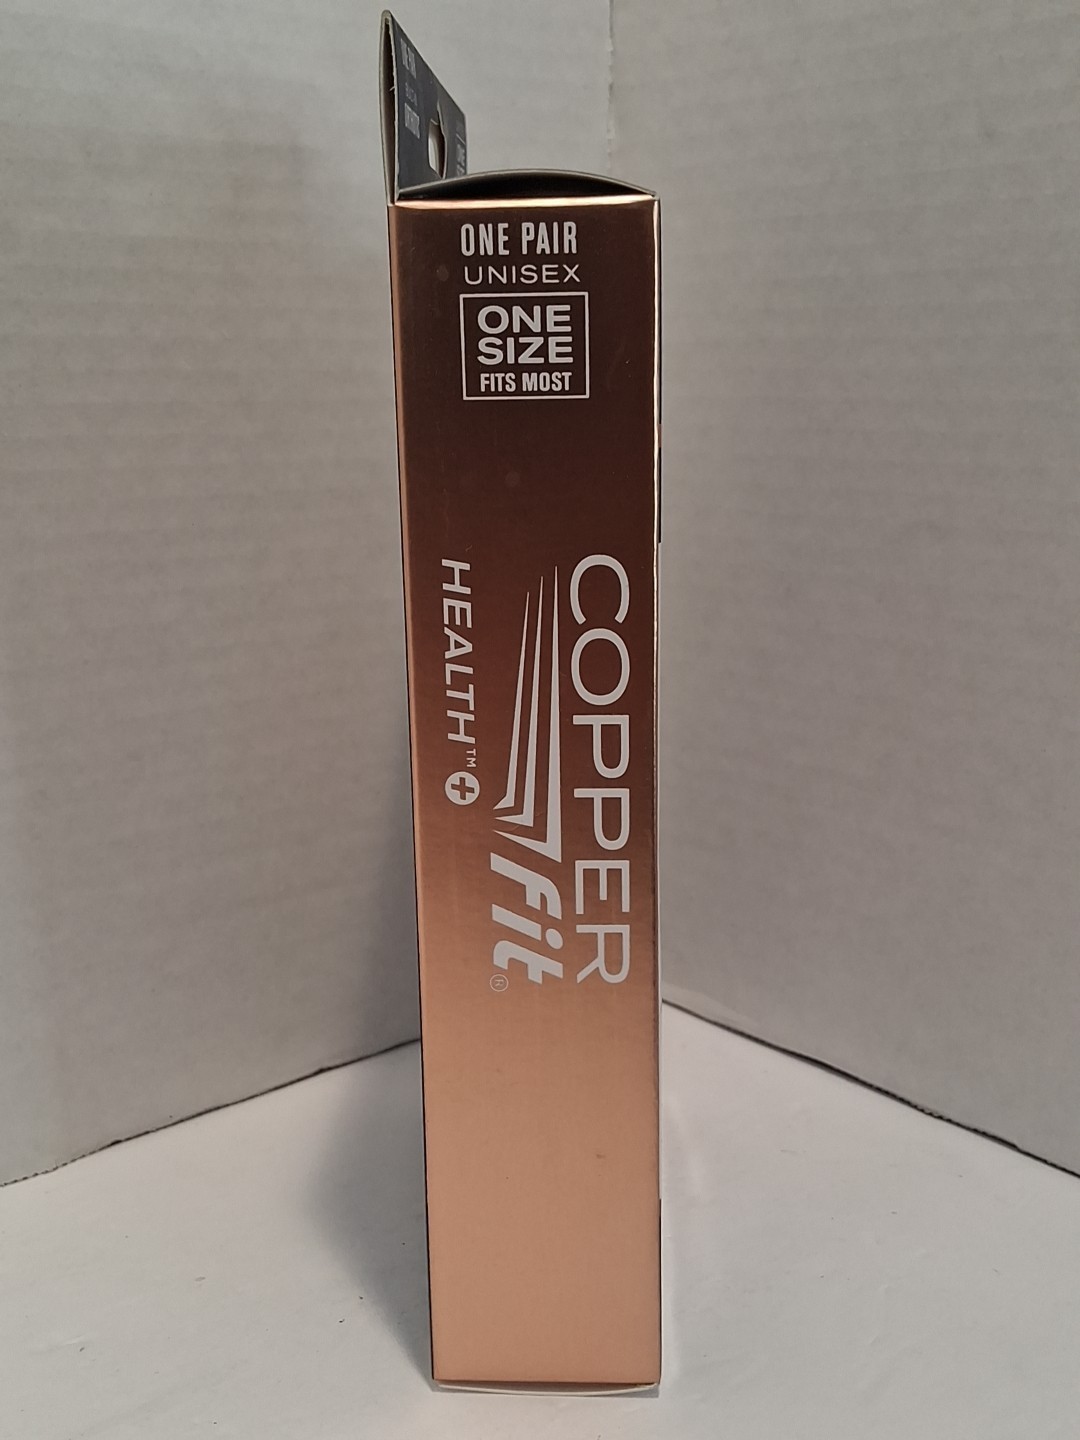 ONE PAIR
UNISEX
ONE
SIZE
FITS MOST
COPPER
fit®
HEALTH™+